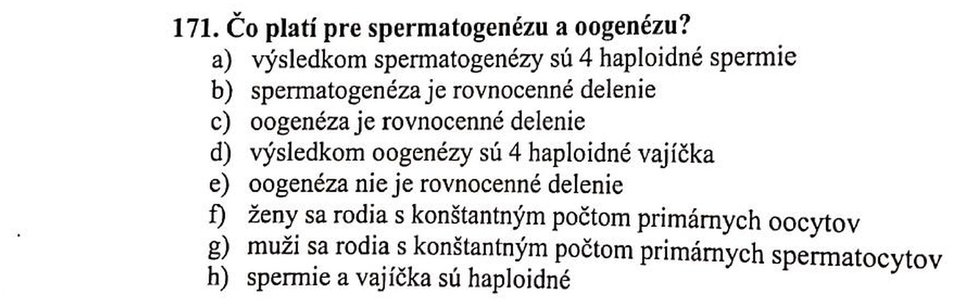 171. Čo platí pre spermatogenézu a oogenézu?
a) výsledkom spermatogenézy sú 4 haploidné spermie
b) spermatogenéza je rovnocenné delenie
c) oogenéza je rovnocenné delenie
d) výsledkom oogenézy sú 4 haploidné vajíčka
e) oogenéza nie je rovnocenné delenie
f) ženy sa rodia s konštantným počtom primárnych oocytov
g) muži sa rodia s konštantným počtom primárnych spermatocytov
h) spermie a vajíčka sú haploidné